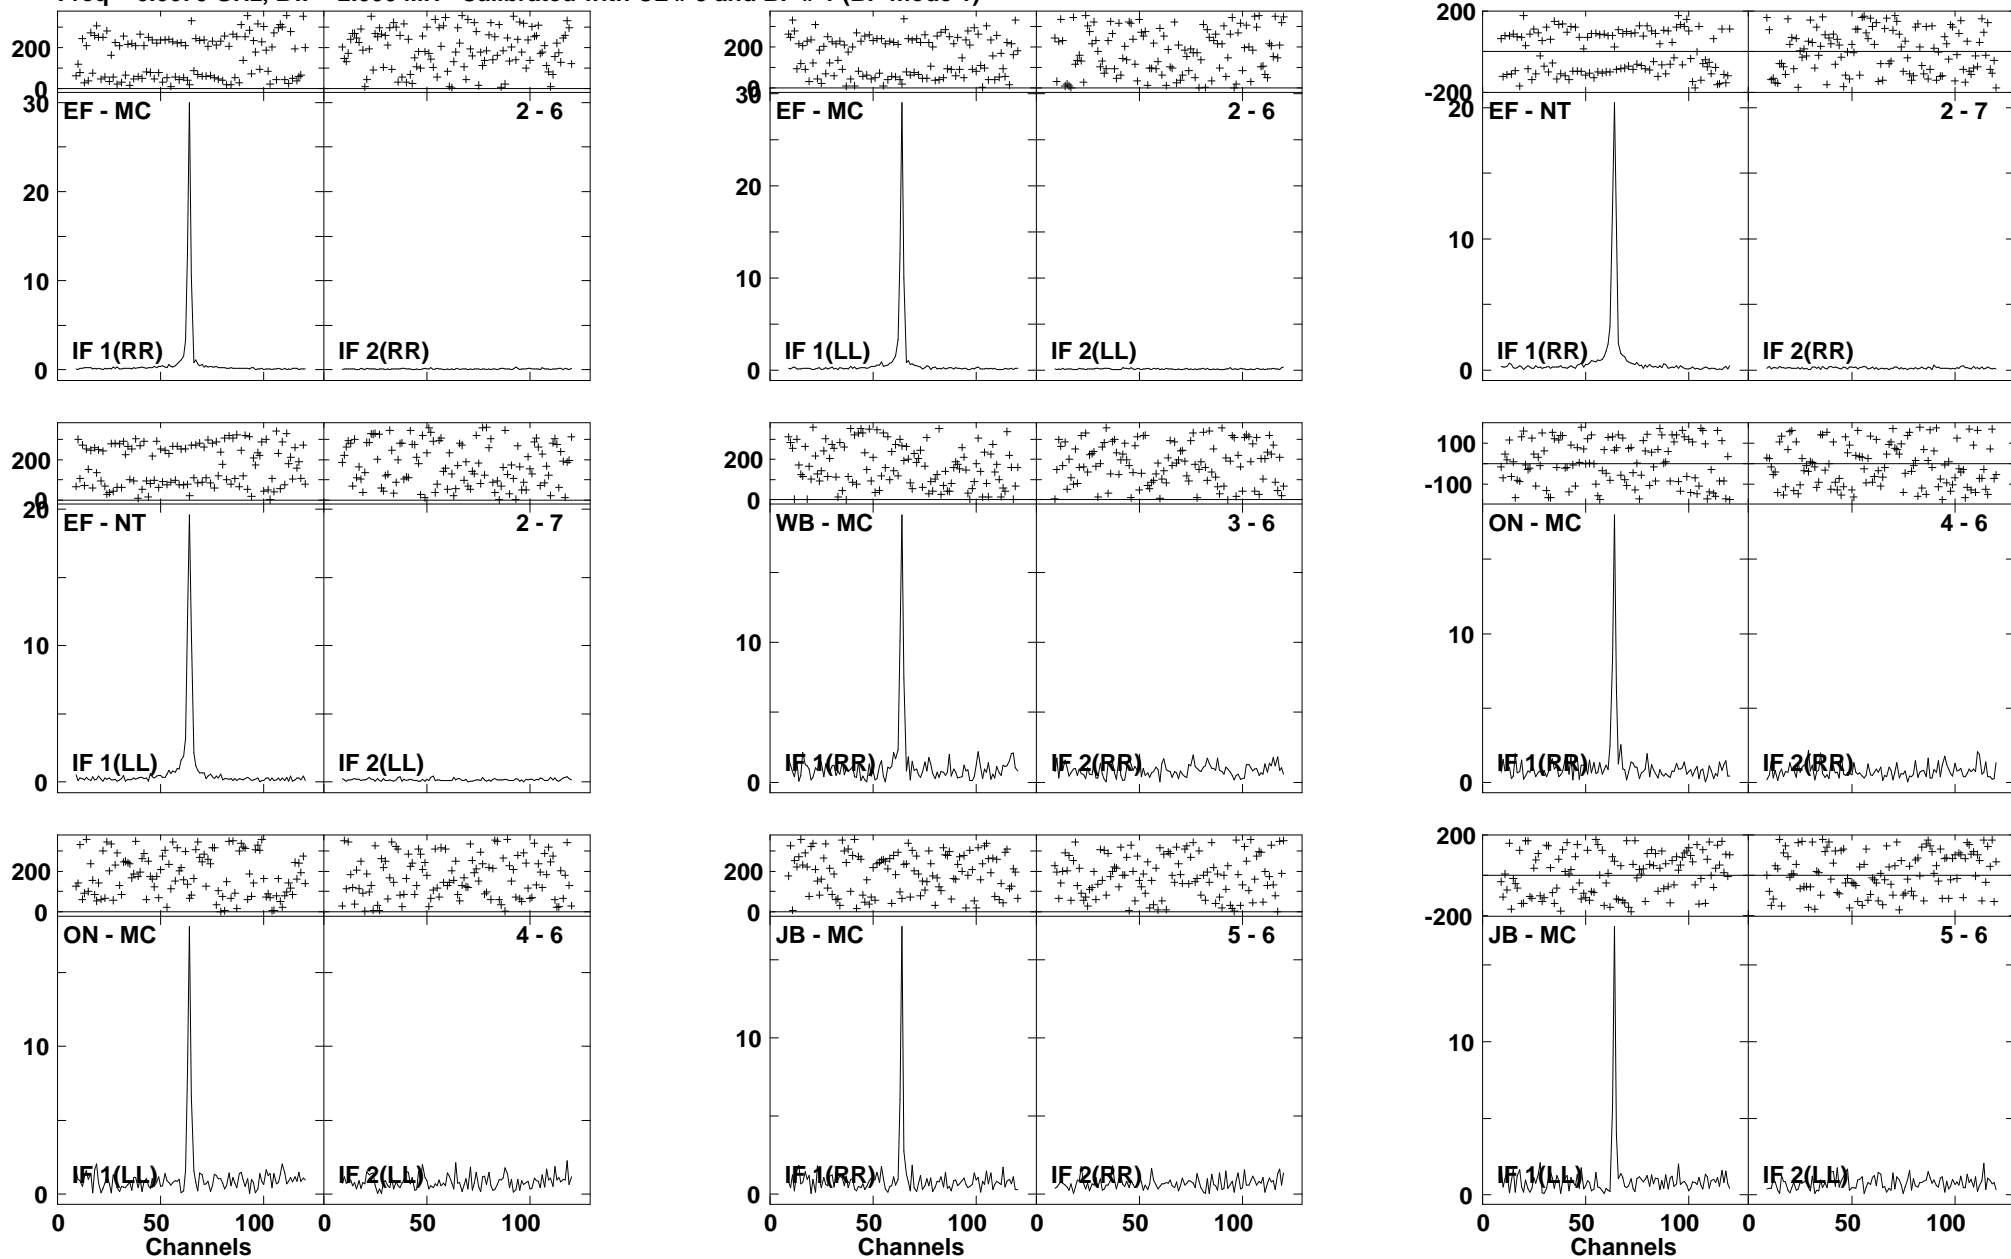 200
0
200
0
200
-200
30
EF - MC
2 - 6
30
EF - MC
2 - 6
20
EF - NT
2 - 7
20
20
10
10
10
IF 1(RR)
IF 2(RR)
IF 1(LL)
IF 2(LL)
IF 1(RR)
IF 2(RR)
0
0
0
200
0
200
0
100
-100
20
EF - NT
2 - 7
WB - MC
3 - 6
ON - MC
4 - 6
10
10
10
IF 1(LL)
IF 2(LL)
IF 1(RR)
IF 2(RR)
IF 1(RR)
IF 2(RR)
0
0
0
200
0
200
0
200
-200
ON - MC
4 - 6
JB - MC
5 - 6
JB - MC
5 - 6
10
10
10
IF 1(LL)
IF 2(LL)
IF 1(RR)
IF 2(RR)
IF 1(LL)
IF 2(LL)
0
0
0
0 50 100 0 50 100
0 50 100 0 50 100
0 50 100 0 50 100
Channels
Channels
Channels